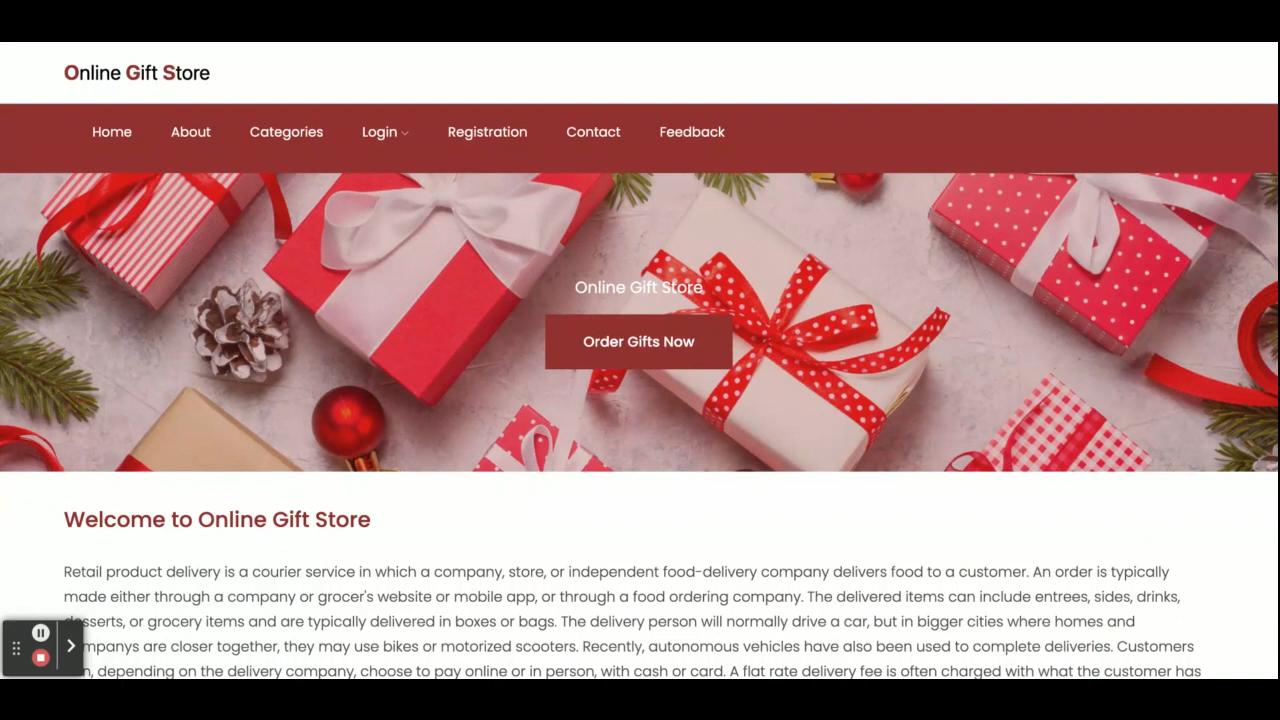 Online Gift Store
Home About Categories Login Registration Contact Feedback
Online Gift Store
Order Gifts Now
Welcome to Online Gift Store
Retail product delivery is a courier service in which a company, store, or independent food-delivery company delivers food to a customer. An order is typically
made either through a company or grocer's website or mobile app, or through a food ordering company. The delivered items can include entrees, sides, drinks,
desserts, or grocery items and are typically delivered in boxes or bags. The delivery person will normally drive a car, but in bigger cities where homes and
are closer together, they may use bikes or motorized scooters. Recently, autonomous vehicles have also been used to complete deliveries. Customers
depending on the delivery company, choose to pay online or in person, with cash or card. A flat rate delivery fee is often charged with what the customer has